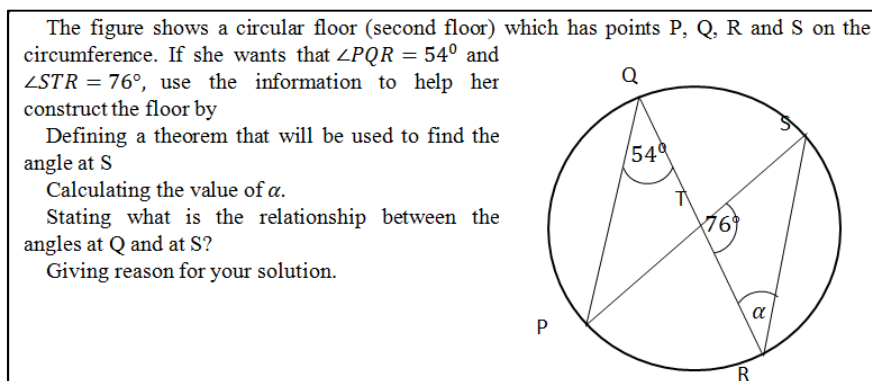 The figure shows a circular floor (second floor) which has points P, Q, R and S on the
circumference. If she wants that ∠PQR = 54⁰ and
∠STR = 76°, use the information to help her
construct the floor by
Defining a theorem that will be used to find the
angle at S
Calculating the value of α.
Stating what is the relationship between the
angles at Q and at S?
Giving reason for your solution.
Q
S
54⁰
T
76⁰
α
P
R